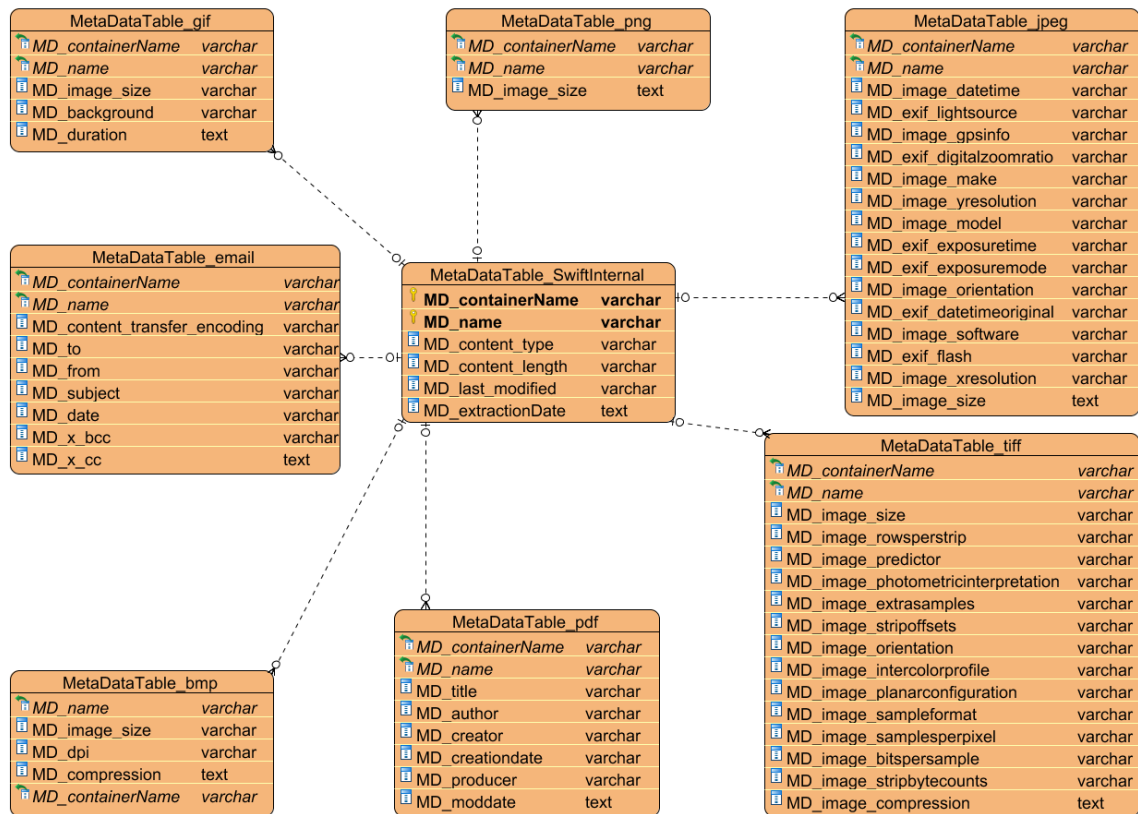 MetaDataTable_gif
MD_containerName varchar
MD_name varchar
MD_image_size varchar
MD_background varchar
MD_duration text
MetaDataTable_png
MD_containerName varchar
MD_name varchar
MD_image_size text
MetaDataTable_jpeg
MD_containerName varchar
MD_name varchar
MD_image_datetime varchar
MD_exif_lightsource varchar
MD_image_gpsinfo varchar
MD_exif_digitalzoomratio varchar
MD_image_make varchar
MD_image_yresolution varchar
MD_image_model varchar
MD_exif_exposuretime varchar
MD_exif_exposuremode varchar
MD_image_orientation varchar
MD_exif_datetimeoriginal varchar
MD_image_software varchar
MD_exif_flash varchar
MD_image_xresolution varchar
MD_image_size text
MetaDataTable_email
MD_containerName varchar
MD_name varchar
MD_content_transfer_encoding varchar
MD_to varchar
MD_from varchar
MD_subject varchar
MD_date varchar
MD_x_bcc varchar
MD_x_cc text
MetaDataTable_SwiftInternal
MD_containerName varchar
MD_name varchar
MD_content_type varchar
MD_content_length varchar
MD_last_modified varchar
MD_extractionDate text
MetaDataTable_tiff
MD_containerName varchar
MD_name varchar
MD_image_size varchar
MD_image_rowsperstrip varchar
MD_image_predictor varchar
MD_image_photometricinterpretation varchar
MD_image_extrasamples varchar
MD_image_stripoffsets varchar
MD_image_orientation varchar
MD_image_intercolorprofile varchar
MD_image_planarconfiguration varchar
MD_image_sampleformat varchar
MD_image_samplesperpixel varchar
MD_image_bitspersample varchar
MD_image_stripbytecounts varchar
MD_image_compression text
MetaDataTable_pdf
MD_containerName varchar
MD_name varchar
MD_title varchar
MD_author varchar
MD_creator varchar
MD_creationdate varchar
MD_producer varchar
MD_moddate text
MetaDataTable_bmp
MD_name varchar
MD_image_size varchar
MD_dpi varchar
MD_compression text
MD_containerName varchar